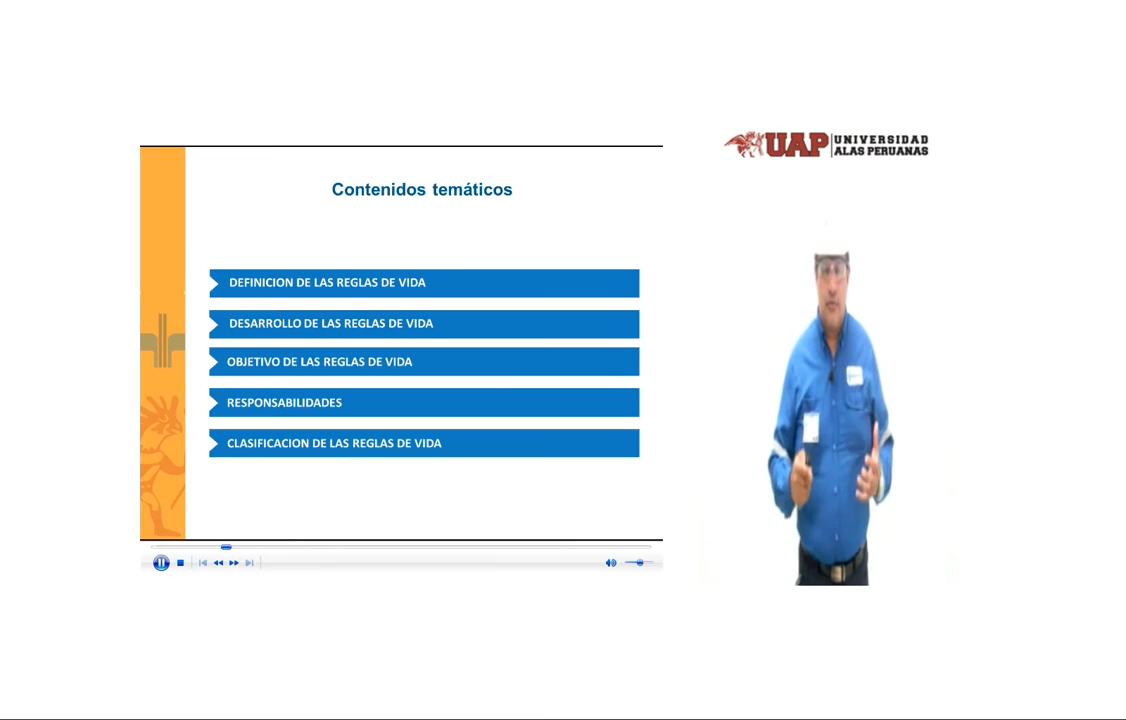 UAP UNIVERSIDAD
ALAS PERUANAS
Contenidos temáticos
DEFINICION DE LAS REGLAS DE VIDA
DESARROLLO DE LAS REGLAS DE VIDA
OBJETIVO DE LAS REGLAS DE VIDA
RESPONSABILIDADES
CLASIFICACION DE LAS REGLAS DE VIDA